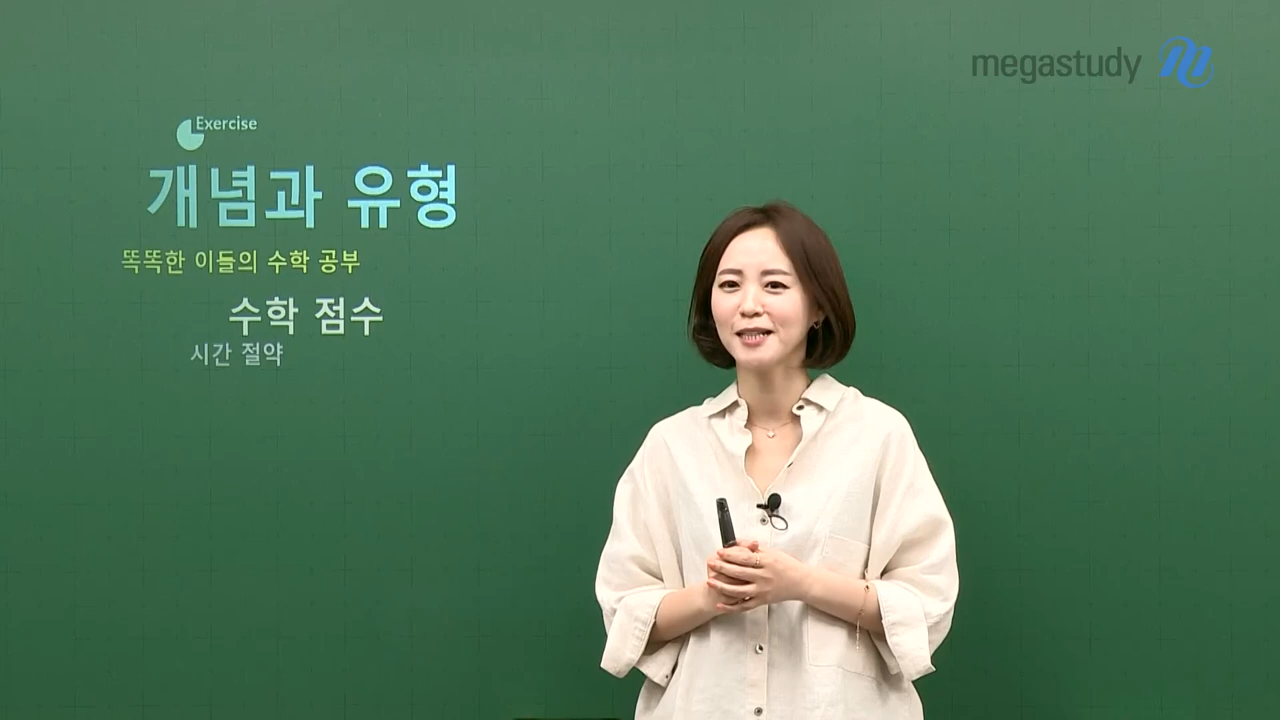 megastudy
Exercise
개념과 유형
똑똑한 이들의 수학 공부
수학 점수
시간 절약